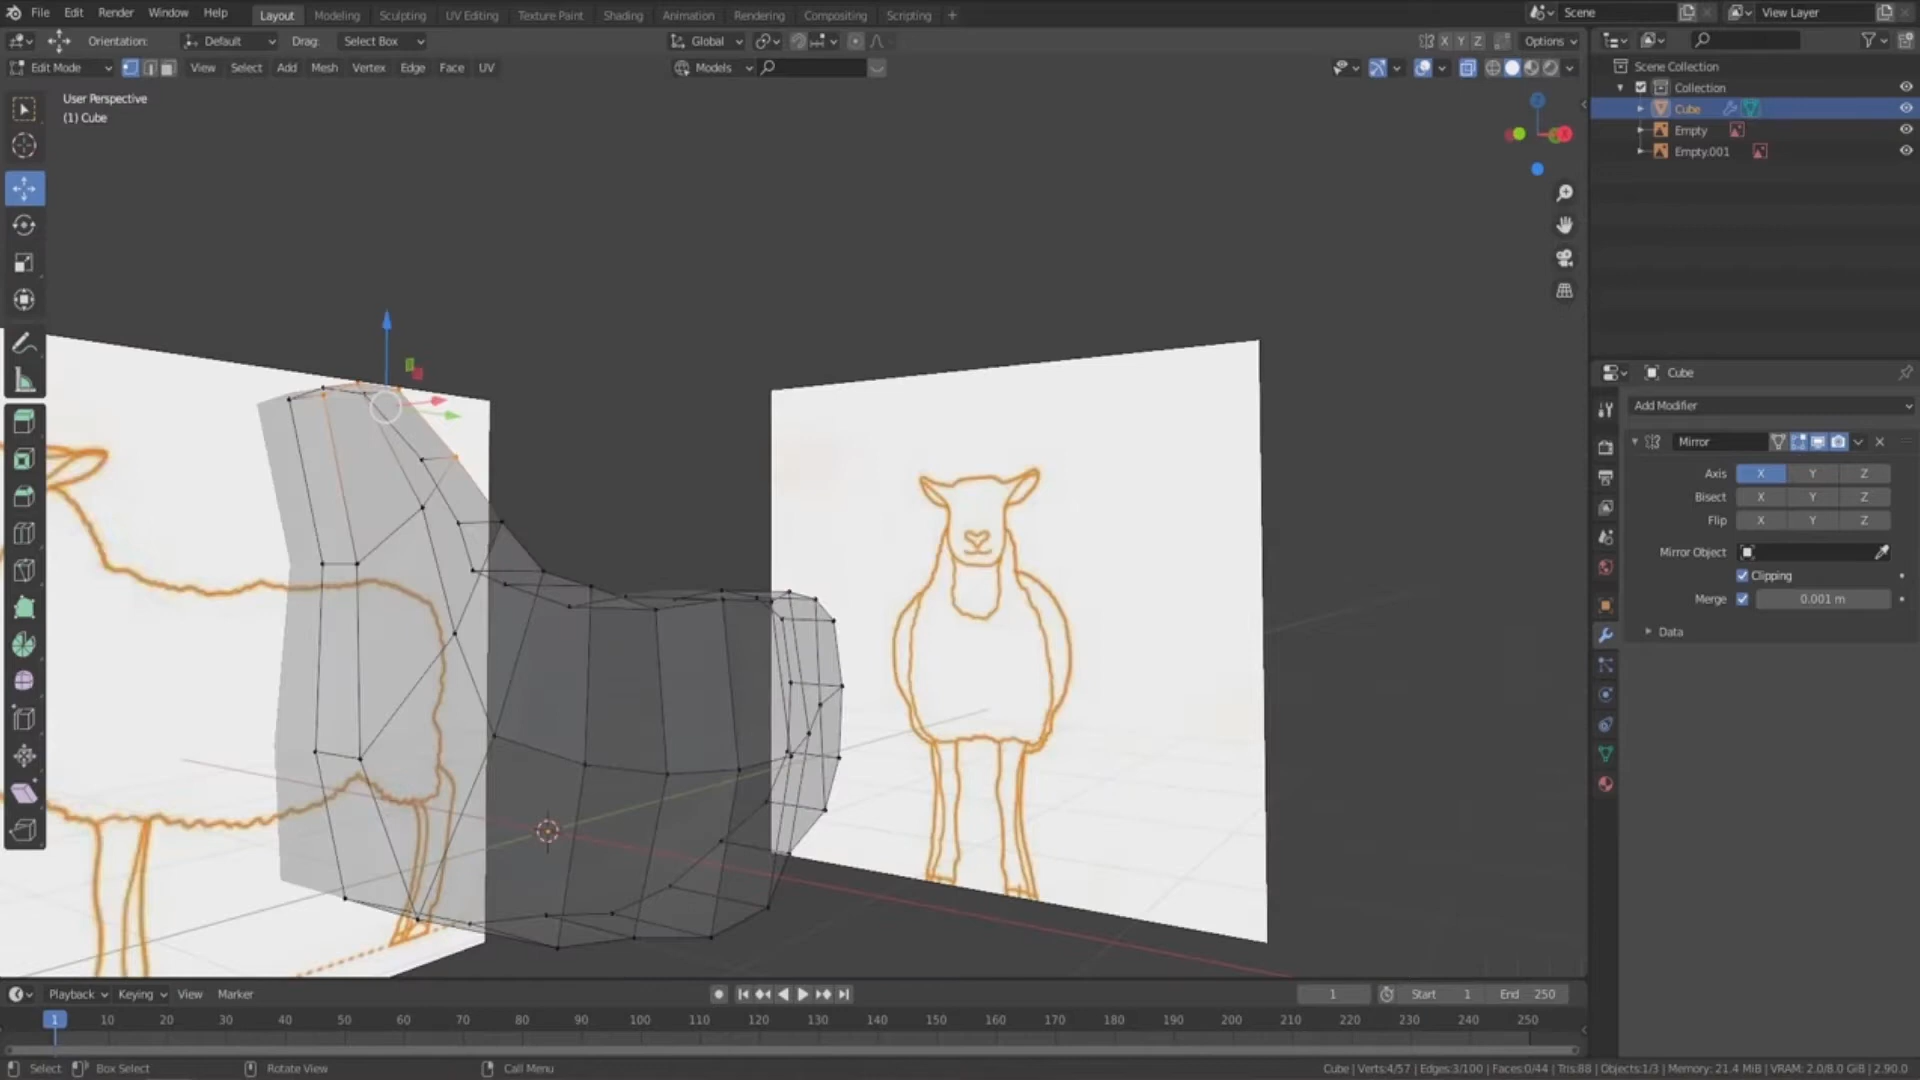 File Edit Render Window Help Layout Modeling Sculpting UV Editing Texture Paint Shading Animation Rendering Compositing Scripting + Scene View Layer
Orientation: Default Drag: Select Box Global X Y Z Options
Edit Mode View Select Add Mesh Vertex Edge Face UV Models
User Perspective
(1) Cube
Z
X
Scene Collection
Collection
Cube
Empty
Empty.001
Cube
Add Modifier
Mirror
Axis X Y Z
Bisect X Y Z
Flip X Y Z
Mirror Object
Clipping
Merge 0.001 m
Data
Playback Keying View Marker 1 Start 1 End 250
1 10 20 30 40 50 60 70 80 90 100 110 120 130 140 150 160 170 180 190 200 210 220 230 240 250
Select Box Select Rotate View Call Menu Cube | Verts:4/57 | Edges:3/100 | Faces:0/44 | Tris:88 | Objects:1/3 | Memory: 21.4 MiB | VRAM: 2.0/8.0 GiB | 2.90.0